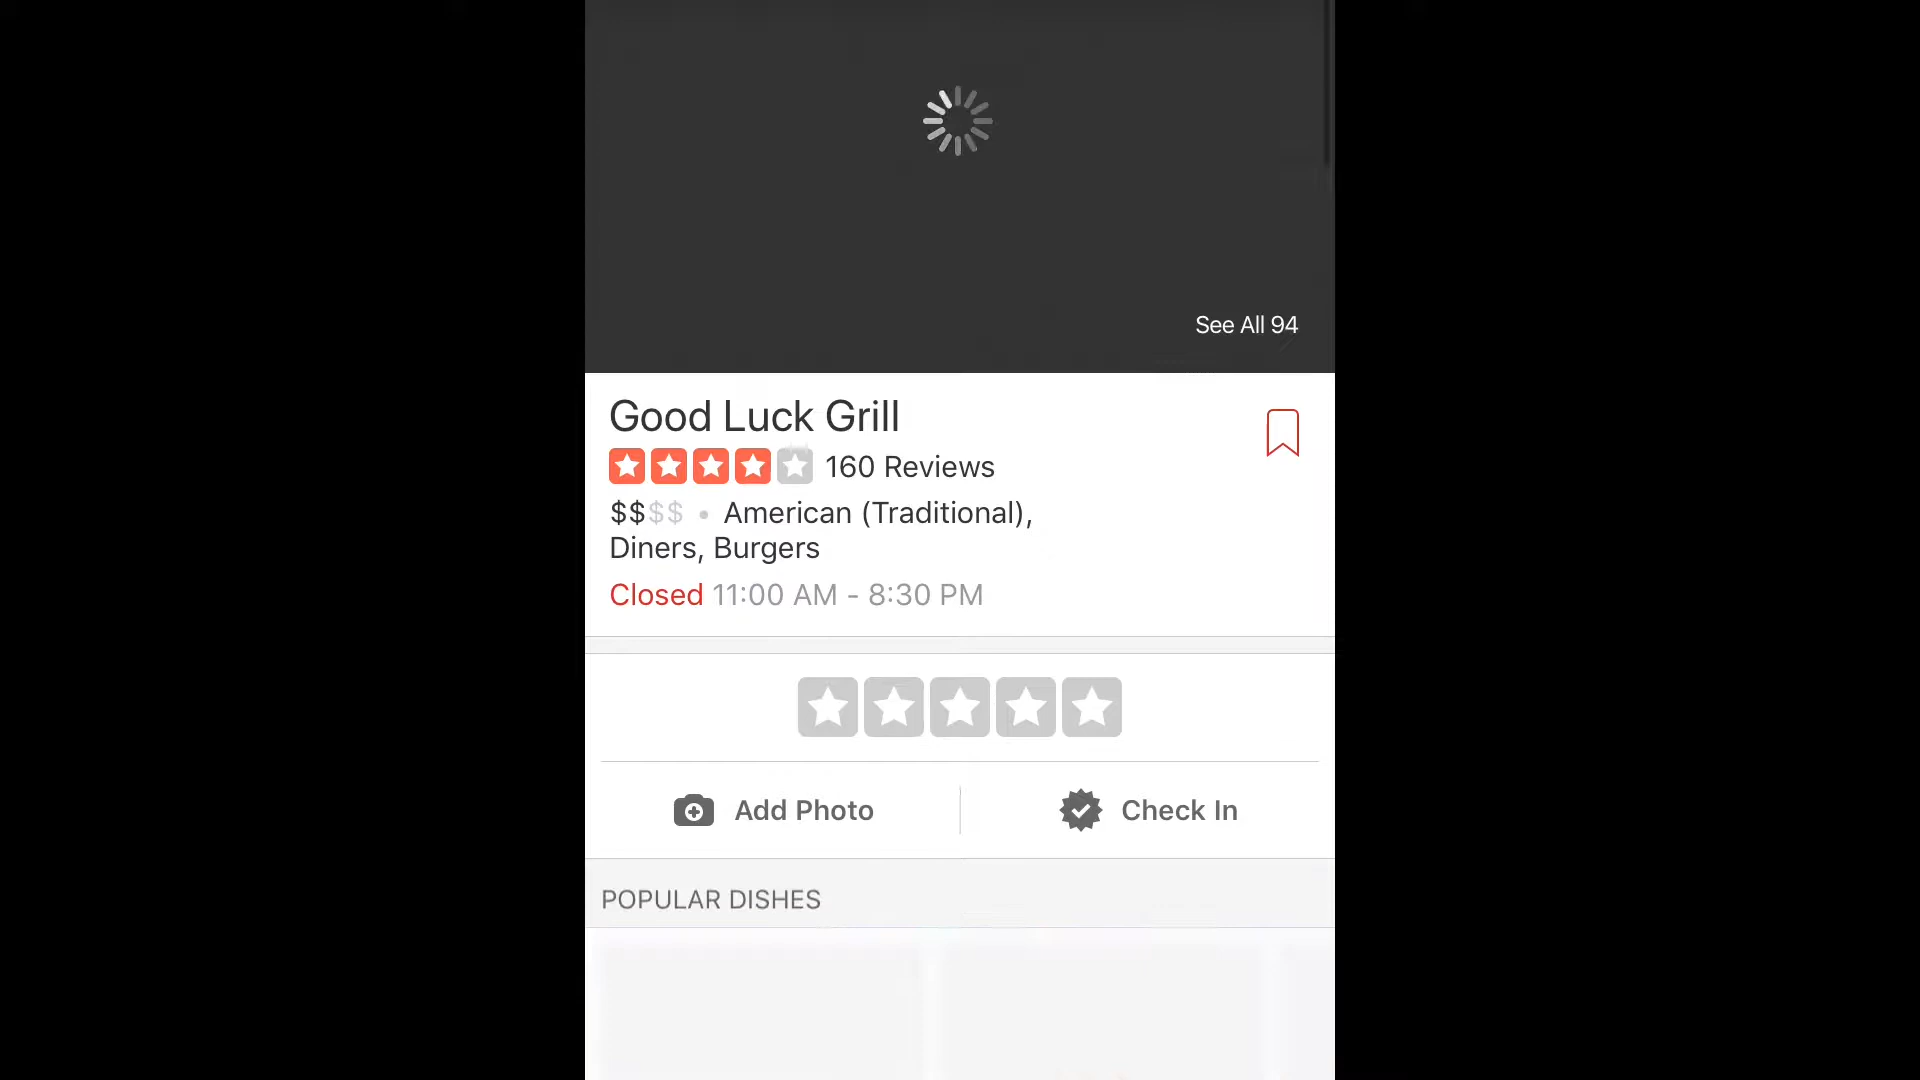 See All 94
Good Luck Grill
160 Reviews
$$$$ • American (Traditional),
Diners, Burgers
Closed 11:00 AM - 8:30 PM
Add Photo
Check In
POPULAR DISHES